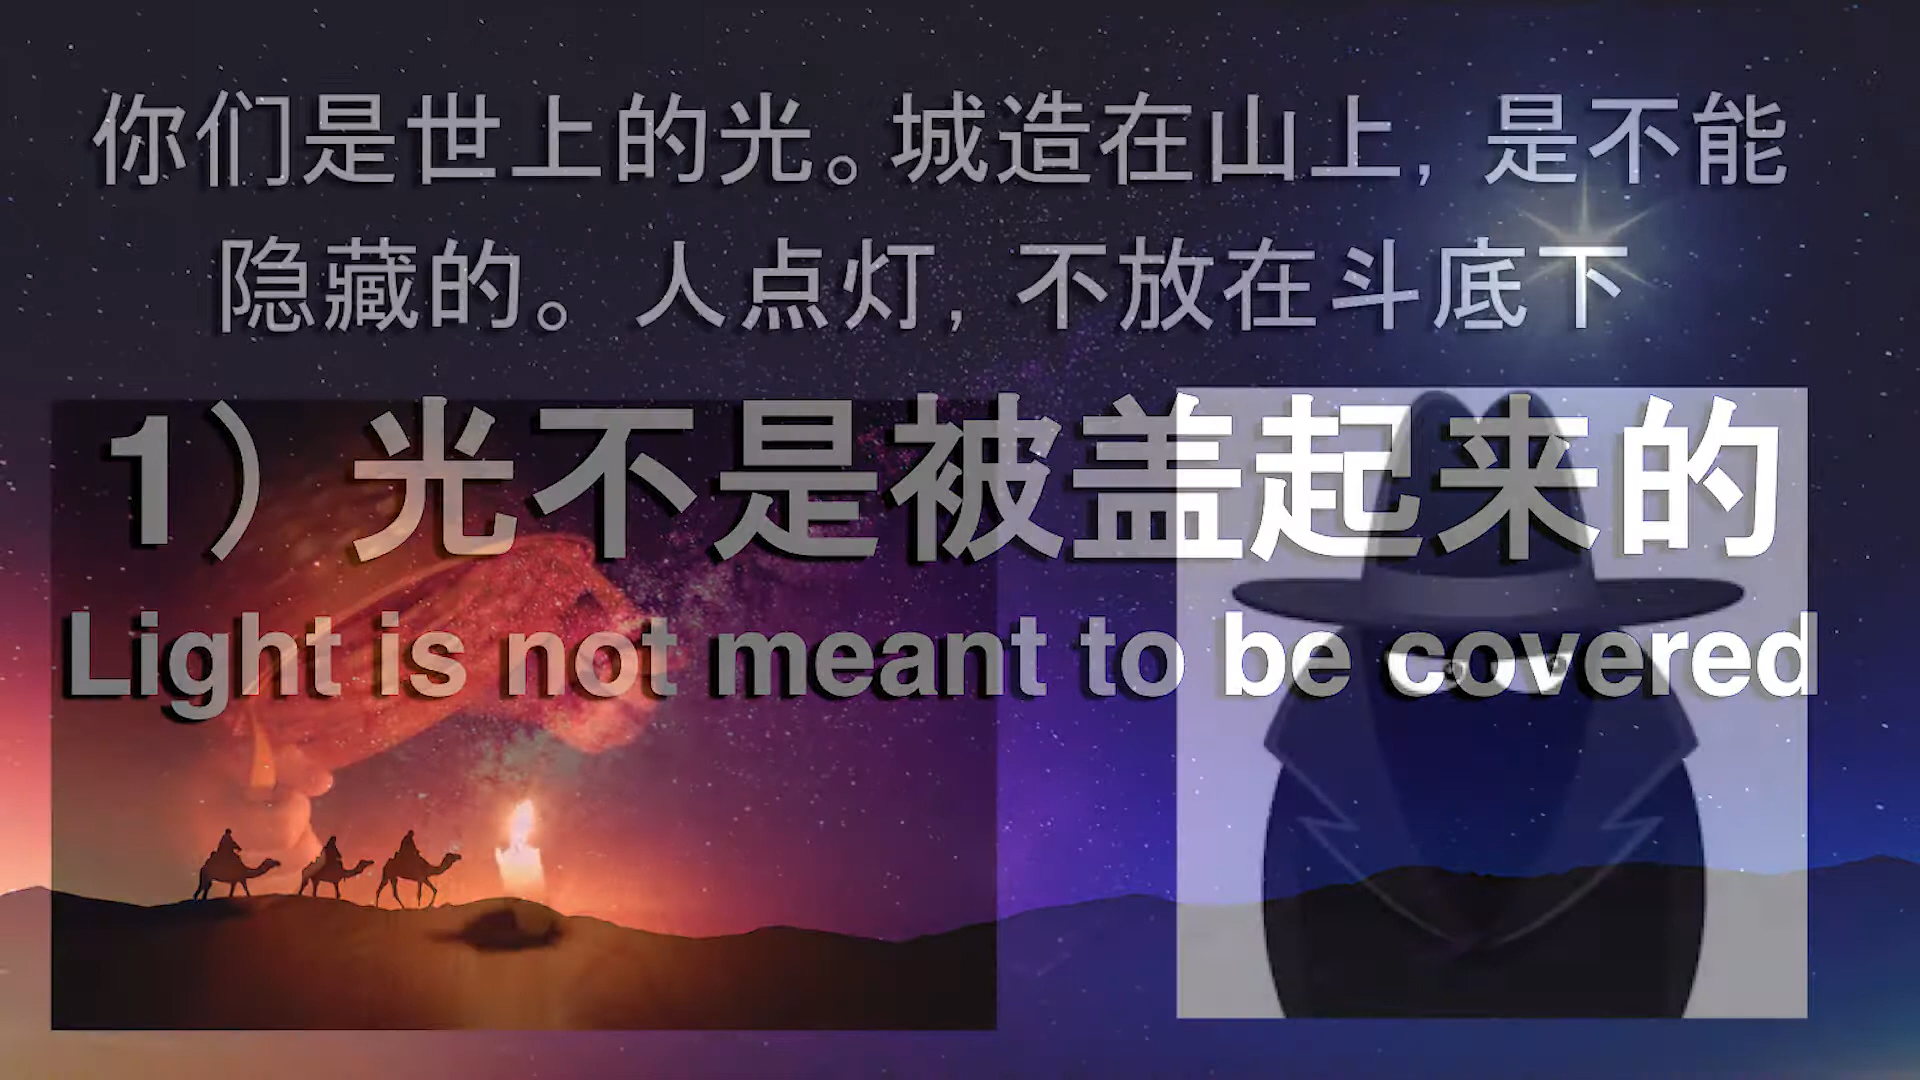 你们是世上的光。城造在山上, 是不能
隐藏的。 人点灯, 不放在斗底下
1）光不是被盖起来的
Light is not meant to be covered